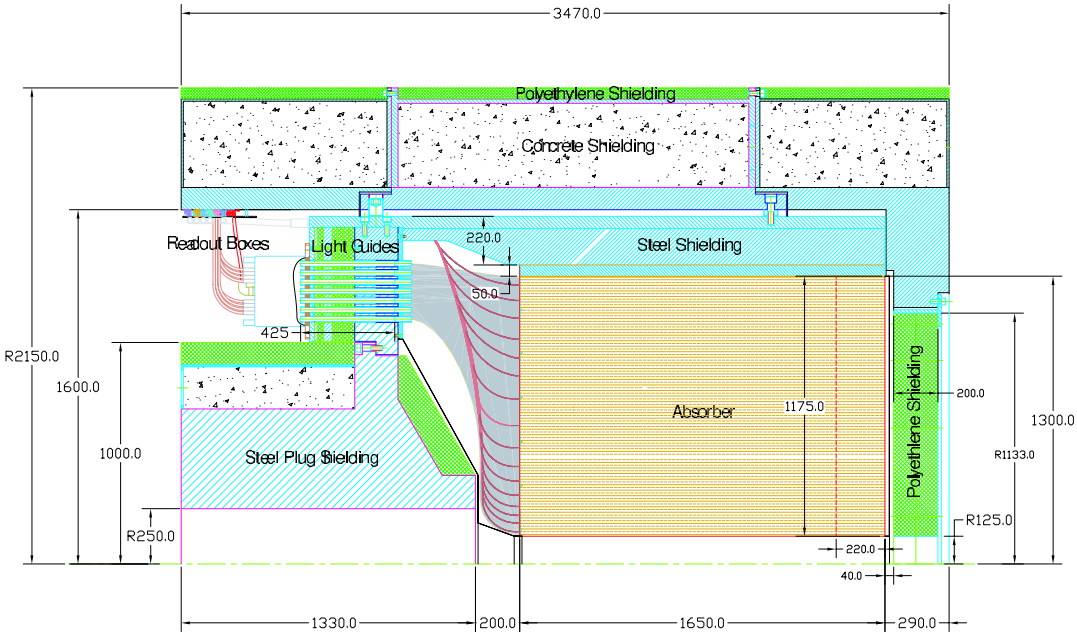 3470.0
Polyethylene Shielding
Concrete Shielding
Readout Boxes
Light Guides
220.0
Steel Shielding
50.0
425
R2150.0
1600.0
1000.0
R250.0
Steel Plug Shielding
Absorber
1175.0
Polyethlene Shielding
200.0
1300.0
R1133.0
R125.0
220.0
40.0
1330.0
200.0
1650.0
290.0